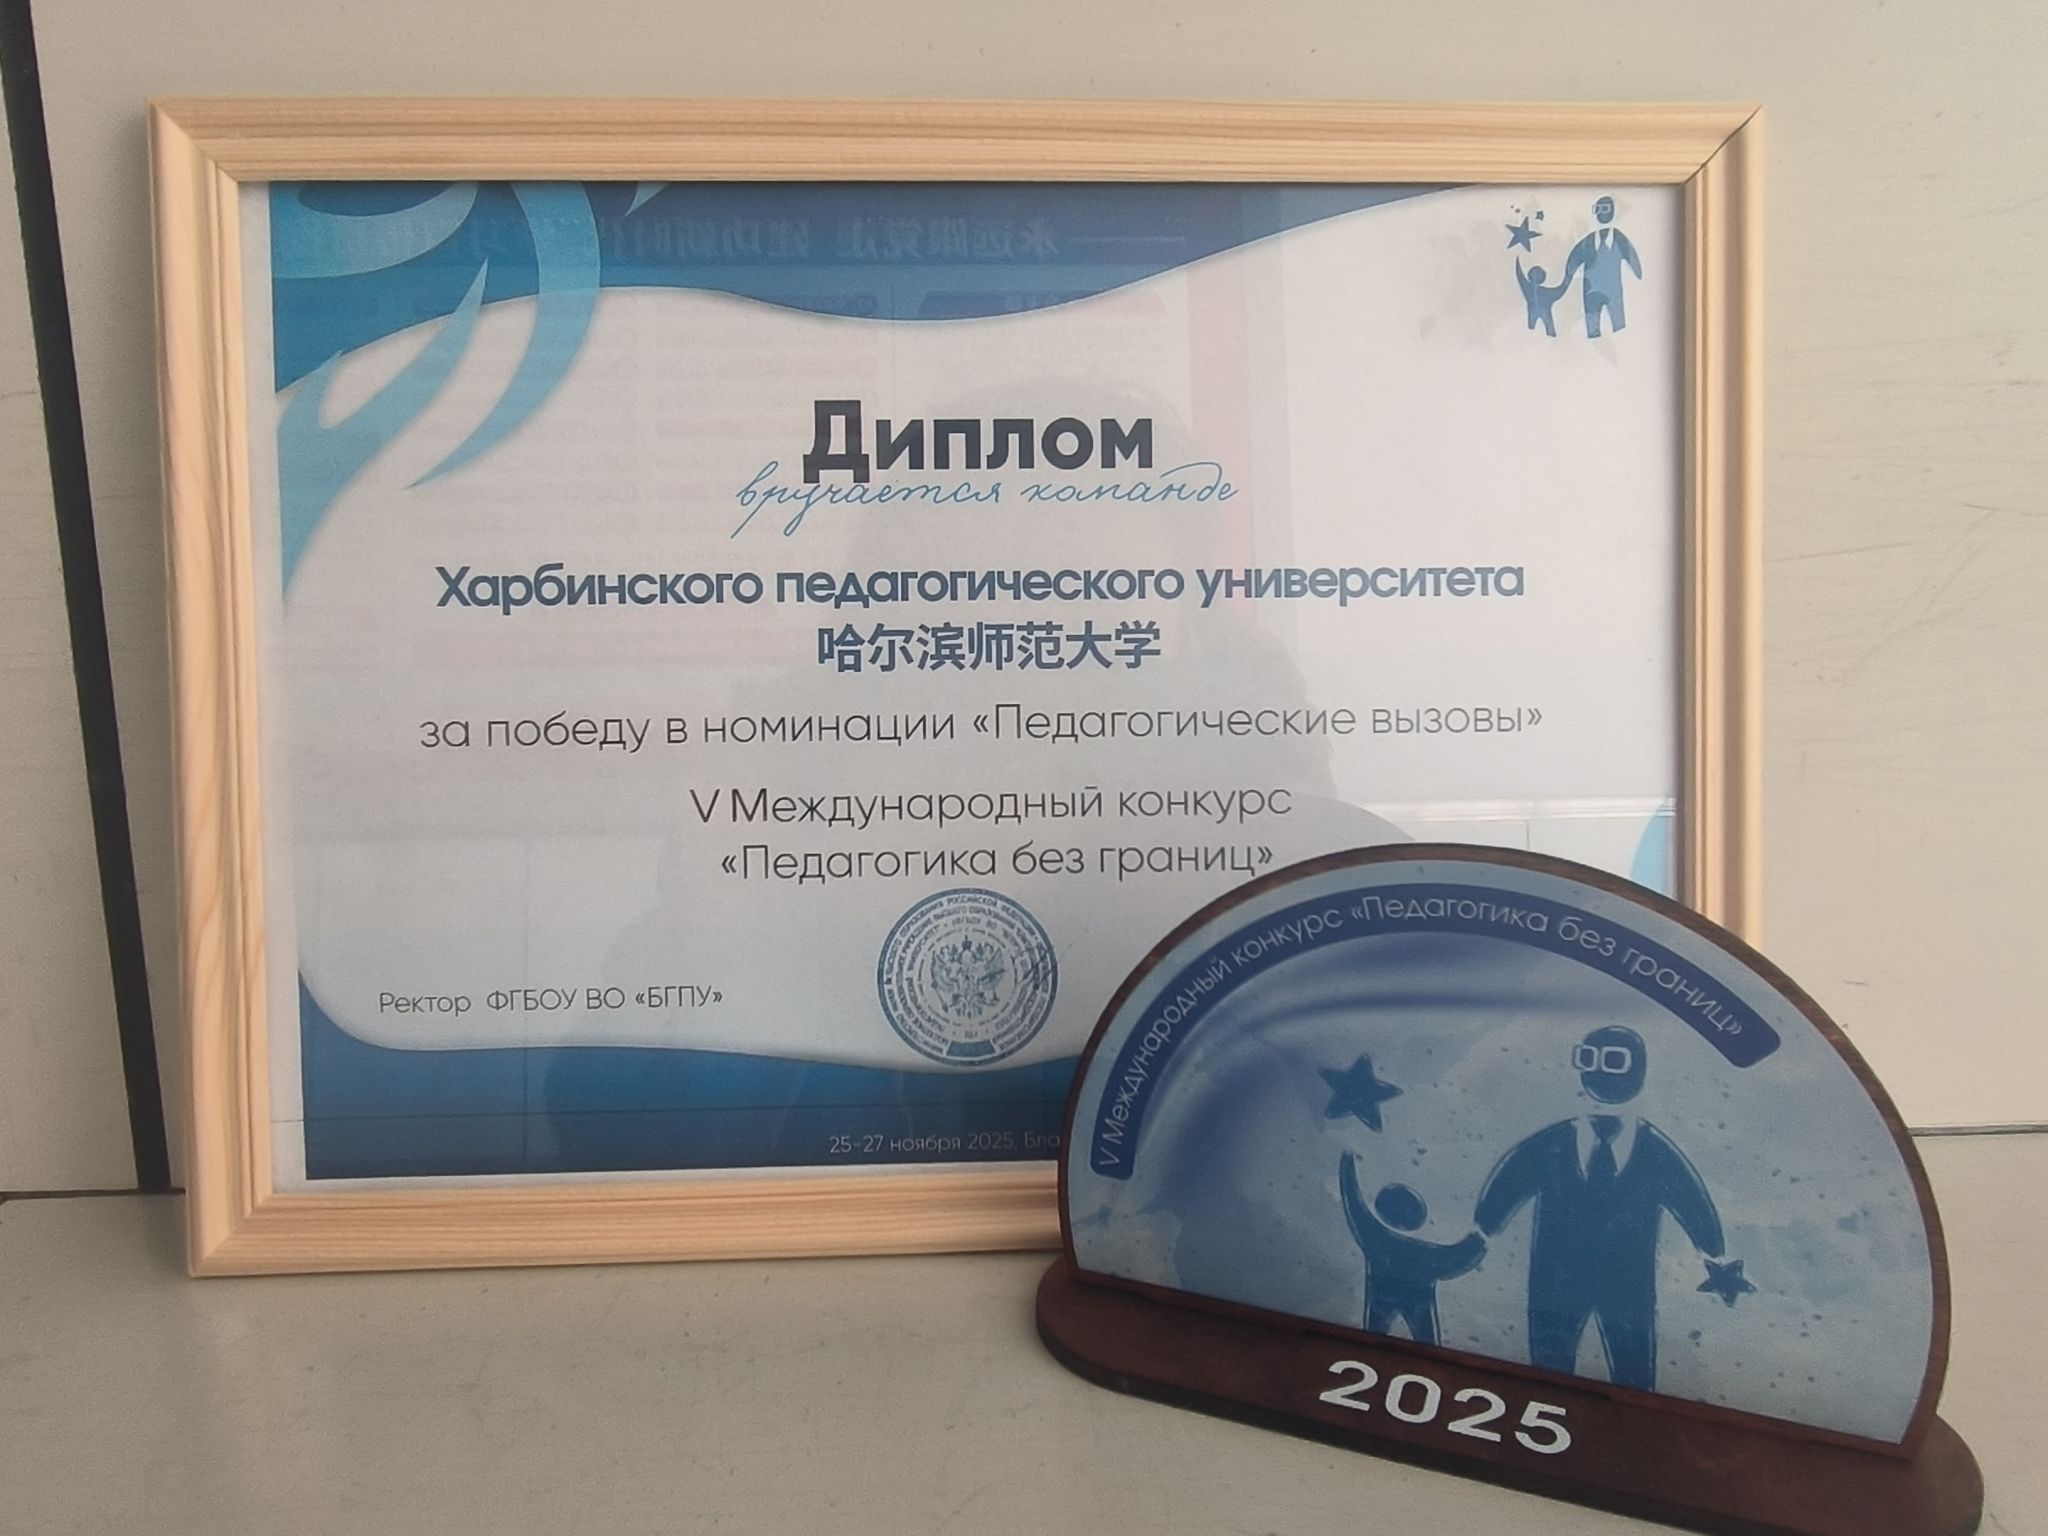 Диплом
вручается команде
Харбинского педагогического университета
哈尔滨师范大学
за победу в номинации «Педагогические вызовы»
V Международный конкурс
«Педагогика без границ»
Ректор ФГБОУ ВО «БГПУ»
25-27 ноября 2025, Бла
V Международный конкурс «Педагогика без границ»
2025